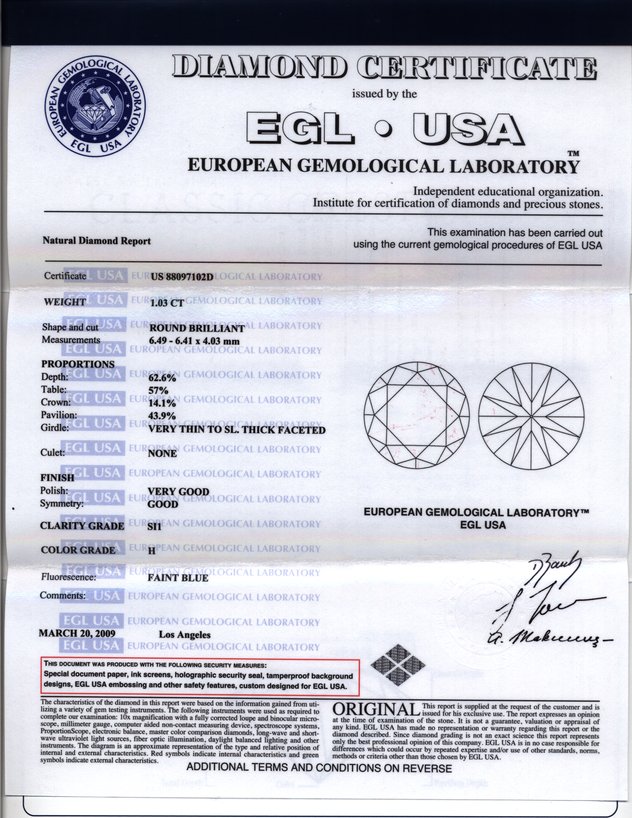 DIAMOND CERTIFICATE
issued by the
EGL • USA
EUROPEAN GEMOLOGICAL LABORATORY™
EUROPEAN GEMOLOGICAL LABORATORY
EGL USA
Independent educational organization.
Institute for certification of diamonds and precious stones.
Natural Diamond Report
This examination has been carried out
using the current gemological procedures of EGL USA
Certificate US 88097102D
WEIGHT 1.03 CT
Shape and cut ROUND BRILLIANT
Measurements 6.49 - 6.41 x 4.03 mm
PROPORTIONS
Depth: 62.6%
Table: 57%
Crown: 14.1%
Pavilion: 43.9%
Girdle: VERY THIN TO SL. THICK FACETED
Culet: NONE
FINISH
Polish: VERY GOOD
Symmetry: GOOD
CLARITY GRADE SI1
COLOR GRADE H
Fluorescence: FAINT BLUE
Comments:
EUROPEAN GEMOLOGICAL LABORATORY™
EGL USA
MARCH 20, 2009 Los Angeles
EGL USA EUROPEAN GEMOLOGICAL LABORATORY
THIS DOCUMENT WAS PRODUCED WITH THE FOLLOWING SECURITY MEASURES:
Special document paper, ink screens, holographic security seal, tamperproof background
designs, EGL USA embossing and other safety features, custom designed for EGL USA.
The characteristics of the diamond in this report were based on the information gained from uti-
lizing a variety of gem testing instruments. The following instruments were used as required to
complete our examination: 10x magnification with a fully corrected loupe and binocular micro-
scope, millimeter gauge, computer aided non-contact measuring device, spectroscope systems,
ProportionScope, electronic balance, master color comparison diamonds, long-wave and short-
wave ultraviolet light sources, fiber optic illumination, daylight balanced lighting and other
instruments. The diagram is an approximate representation of the type and relative position of
internal and external characteristics. Red symbols indicate internal characteristics and green
symbols indicate external characteristics.
ORIGINAL This report is supplied at the request of the customer and is
issued for his exclusive use. The report expresses an opinion
at the time of examination of the stone. It is not a guarantee, valuation or appraisal of
any kind. EGL USA has made no representation or warranty regarding this report or the
diamond described. Since diamond grading is not an exact science this report represents
only the best professional opinion of this company. EGL USA is in no case responsible for
differences which could occur by repeated expertise and/or use of other standards, norms,
methods or criteria other than those chosen by EGL USA.
ADDITIONAL TERMS AND CONDITIONS ON REVERSE